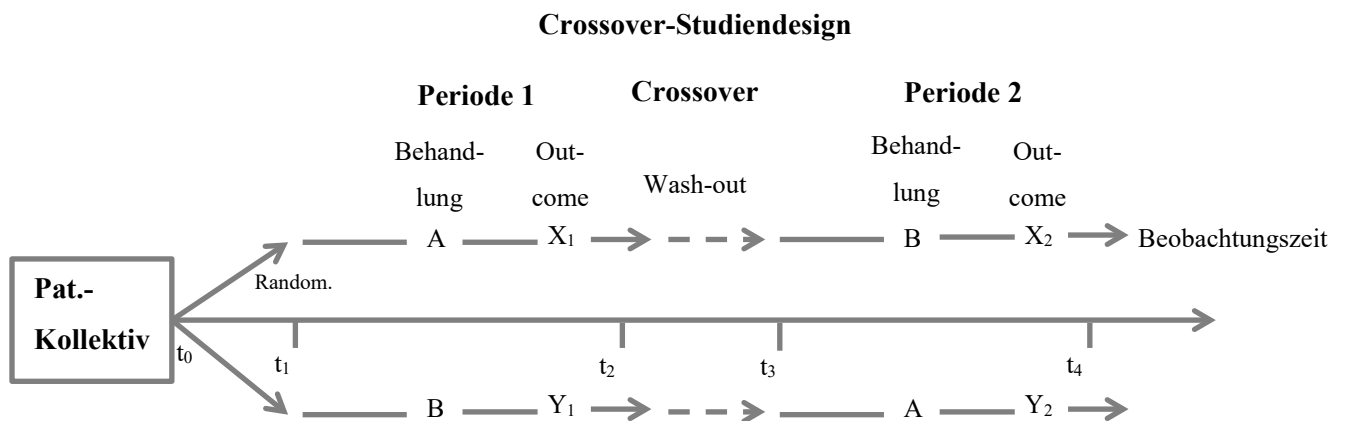 Crossover-Studiendesign
Periode 1 Crossover Periode 2
Behand-
lung
Out-
come
Wash-out
Behand-
lung
Out-
come
A X₁ B X₂ Beobachtungszeit
Random.
Pat.-
Kollektiv
t₀ t₁ t₂ t₃ t₄
B Y₁ A Y₂